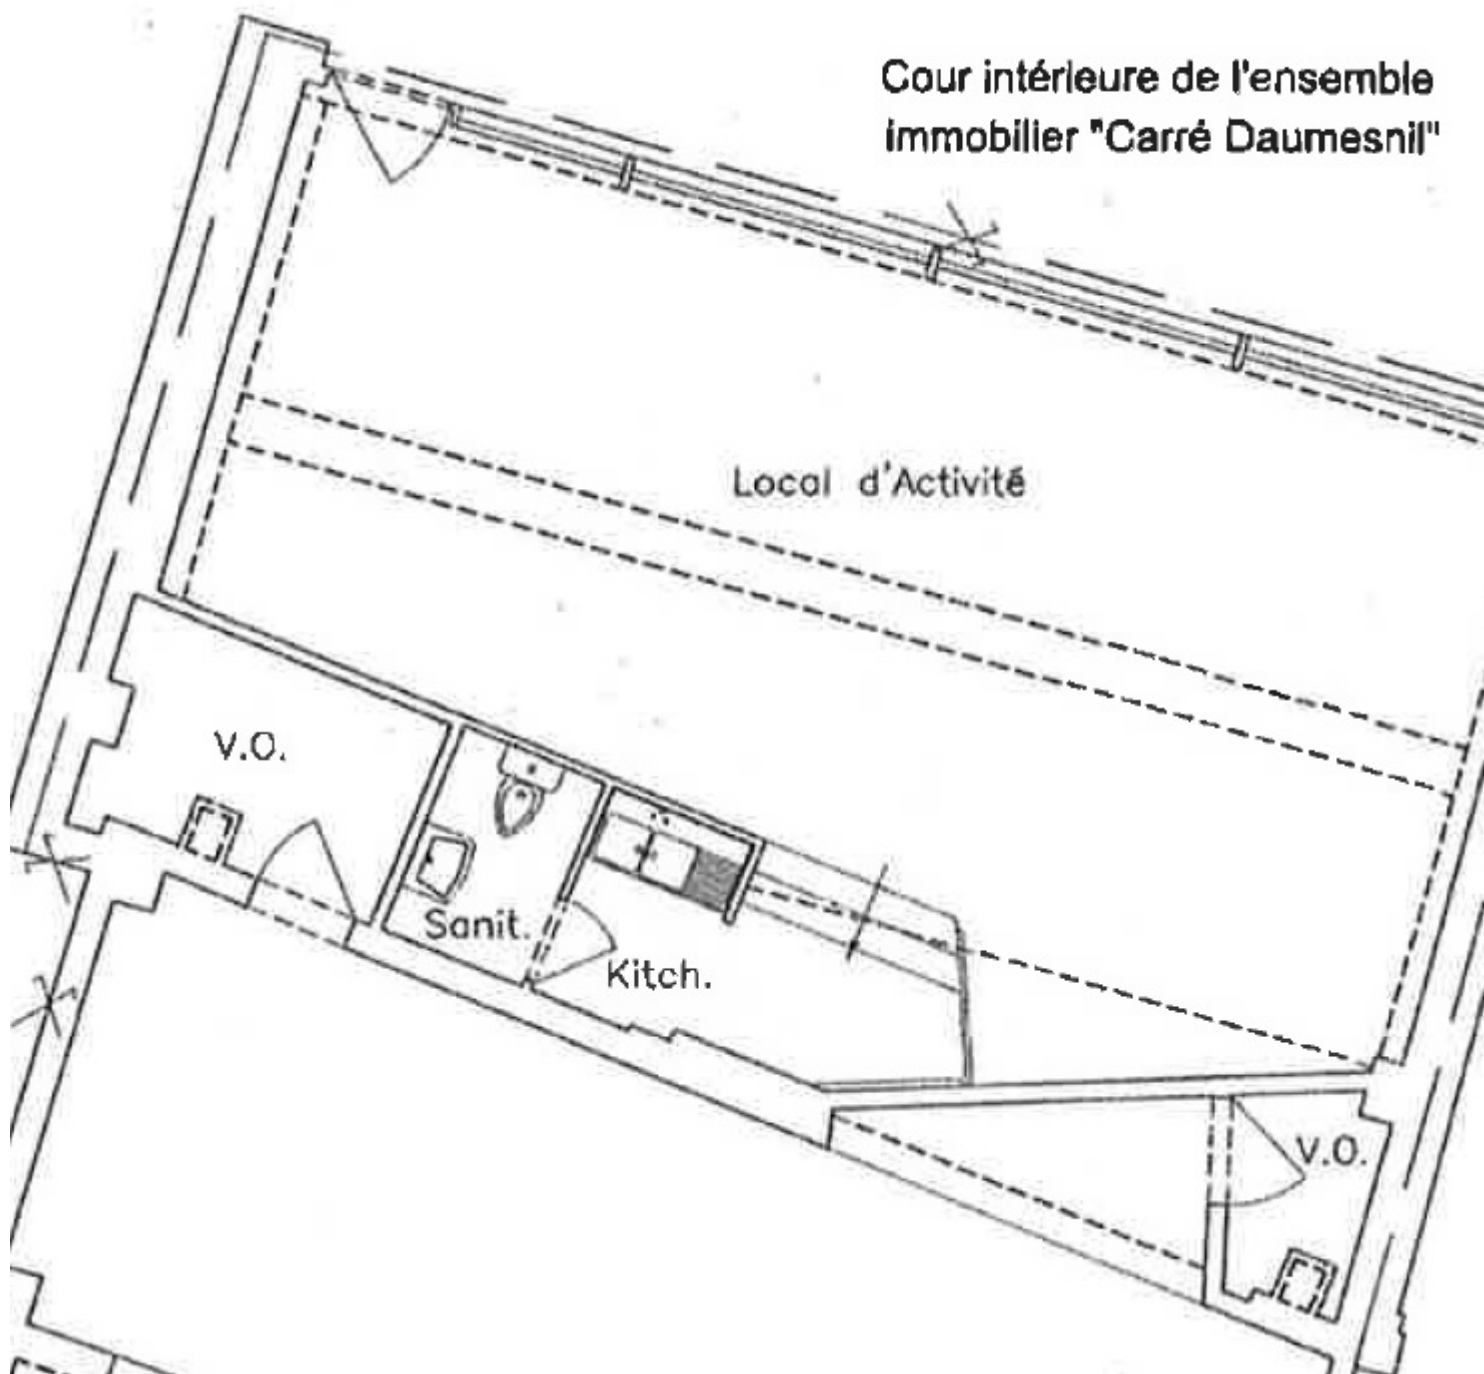 Cour intérieure de l'ensemble
immobilier "Carré Daumesnil"
Local d'Activité
V.O.
Sanit.
Kitch.
V.O.